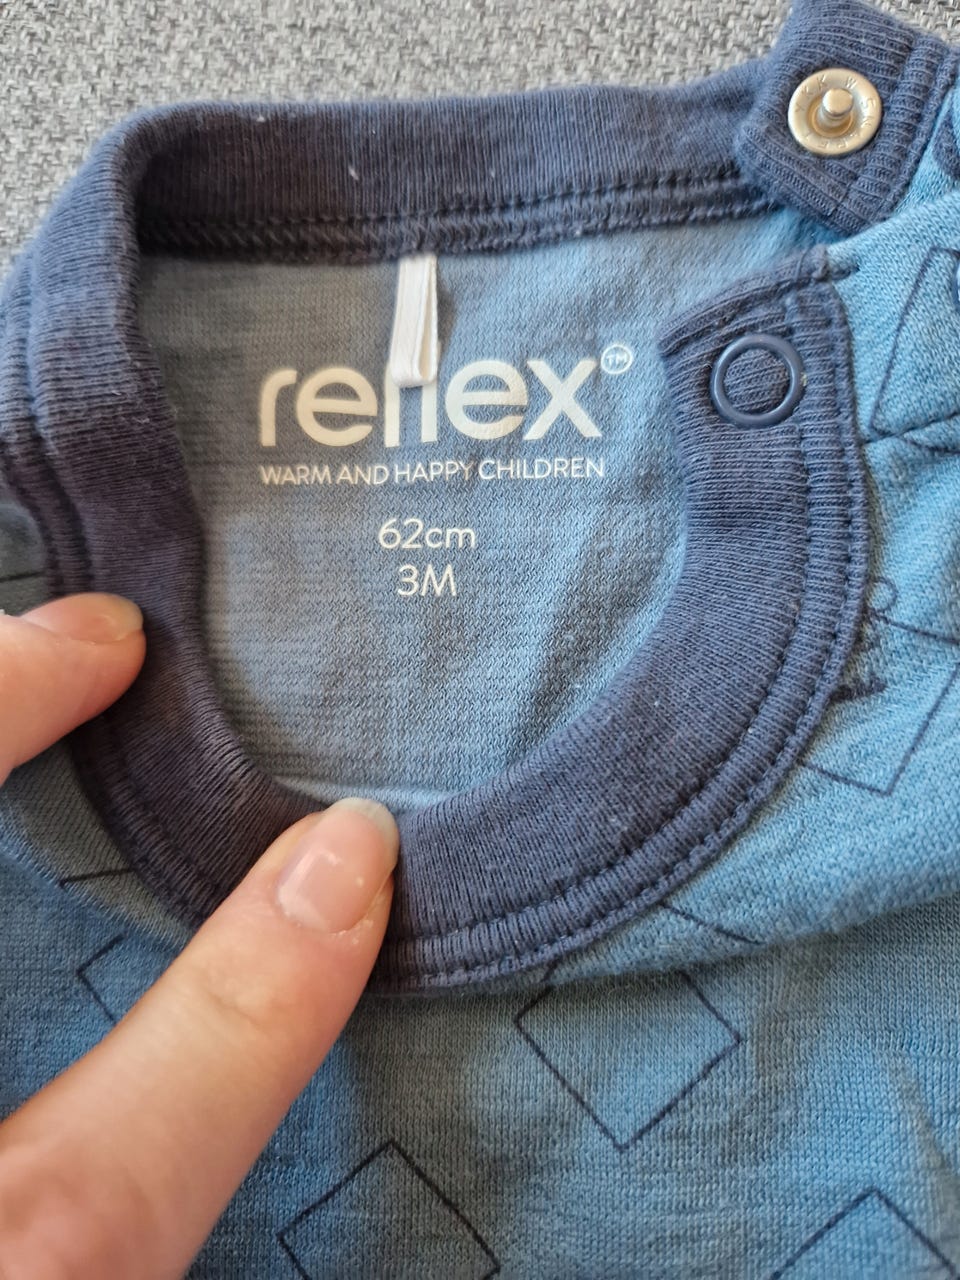 reflex™
WARM AND HAPPY CHILDREN
62cm
3M